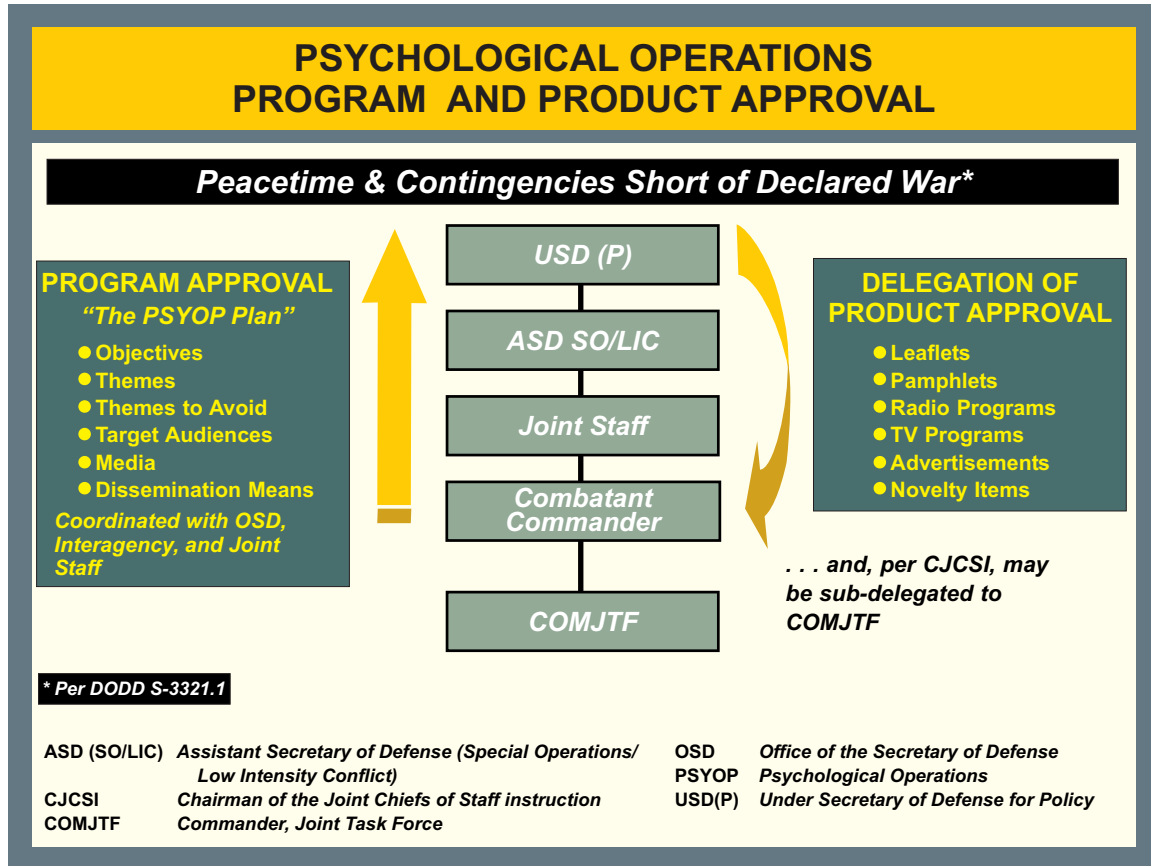 PSYCHOLOGICAL OPERATIONS
PROGRAM AND PRODUCT APPROVAL
Peacetime & Contingencies Short of Declared War*
PROGRAM APPROVAL
“The PSYOP Plan”
● Objectives
● Themes
● Themes to Avoid
● Target Audiences
● Media
● Dissemination Means
Coordinated with OSD,
Interagency, and Joint
Staff
USD (P)
ASD SO/LIC
Joint Staff
Combatant
Commander
COMJTF
DELEGATION OF
PRODUCT APPROVAL
● Leaflets
● Pamphlets
● Radio Programs
● TV Programs
● Advertisements
● Novelty Items
. . . and, per CJCSI, may
be sub-delegated to
COMJTF
* Per DODD S-3321.1
ASD (SO/LIC) Assistant Secretary of Defense (Special Operations/
Low Intensity Conflict)
CJCSI Chairman of the Joint Chiefs of Staff instruction
COMJTF Commander, Joint Task Force
OSD Office of the Secretary of Defense
PSYOP Psychological Operations
USD(P) Under Secretary of Defense for Policy